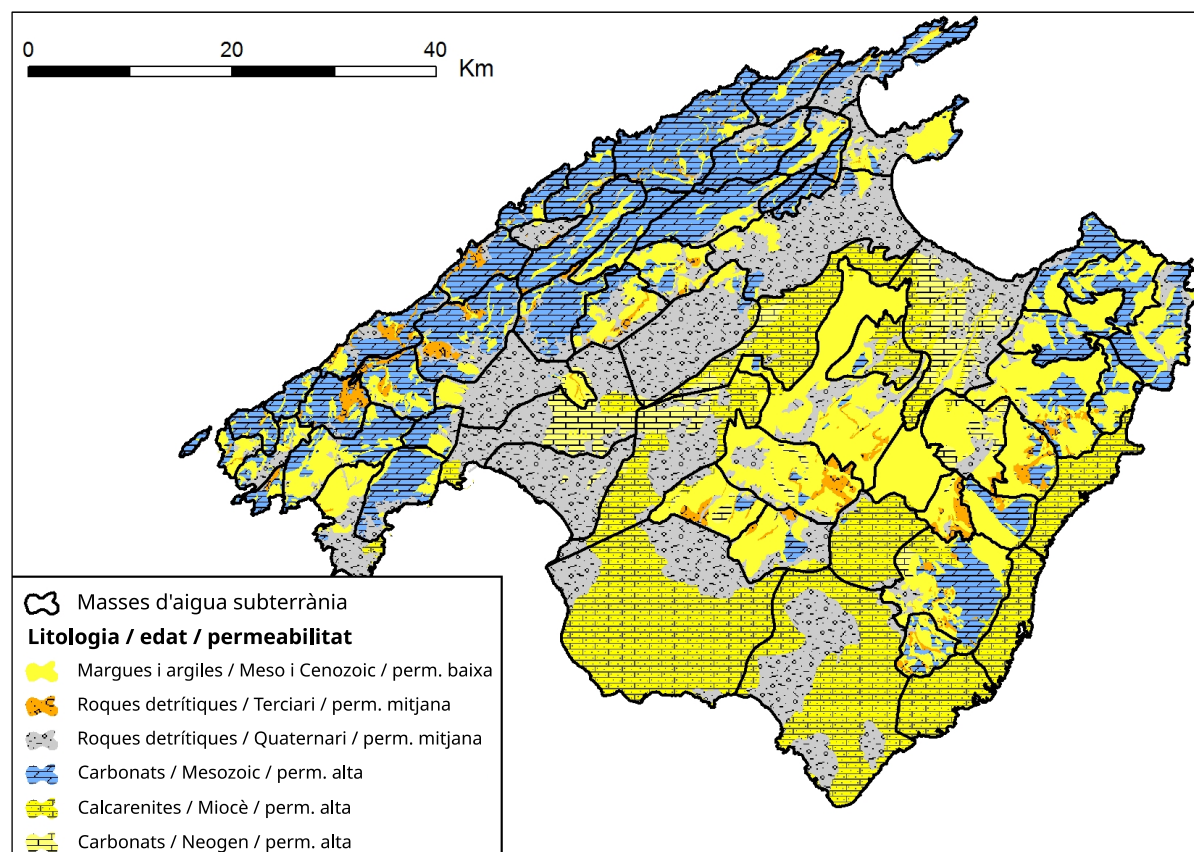 0 20 40 Km
Masses d'aigua subterrània
Litologia / edat / permeabilitat
Margues i argiles / Meso i Cenozoic / perm. baixa
Roques detrítiques / Terciari / perm. mitjana
Roques detrítiques / Quaternari / perm. mitjana
Carbonats / Mesozoic / perm. alta
Calcarenites / Miocè / perm. alta
Carbonats / Neogen / perm. alta